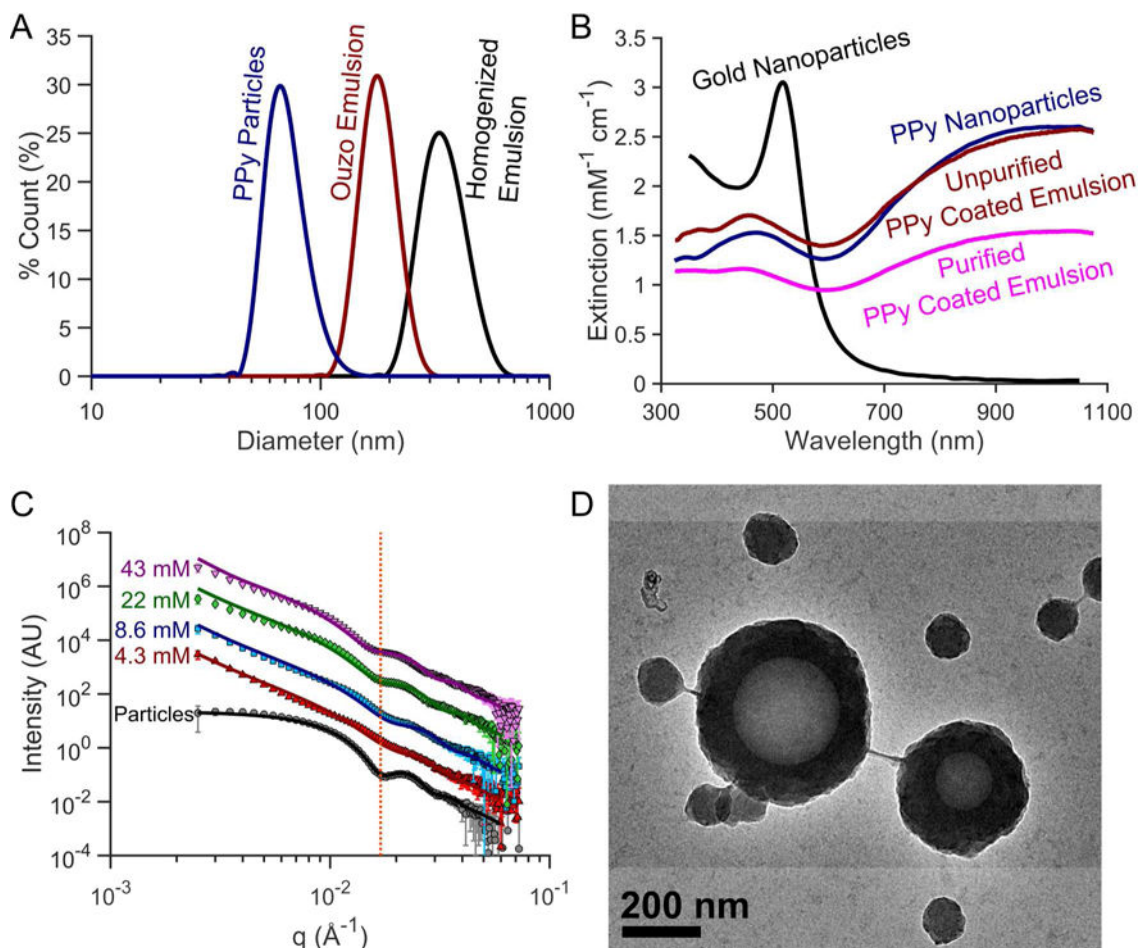 A
35
30
25
20
15
10
5
0
% Count (%)
PPy Particles
Ouzo Emulsion
Homogenized
Emulsion
10
100
1000
Diameter (nm)
B
3.5
3
2.5
2
1.5
1
0.5
0
Extinction (mM⁻¹ cm⁻¹)
Gold Nanoparticles
PPy Nanoparticles
Unpurified
PPy Coated Emulsion
Purified
PPy Coated Emulsion
300
500
700
900
1100
Wavelength (nm)
C
10⁸
10⁶
10⁴
10²
10⁰
10⁻²
10⁻⁴
Intensity (AU)
43 mM
22 mM
8.6 mM
4.3 mM
Particles
10⁻³
10⁻²
10⁻¹
q (Å⁻¹)
D
200 nm